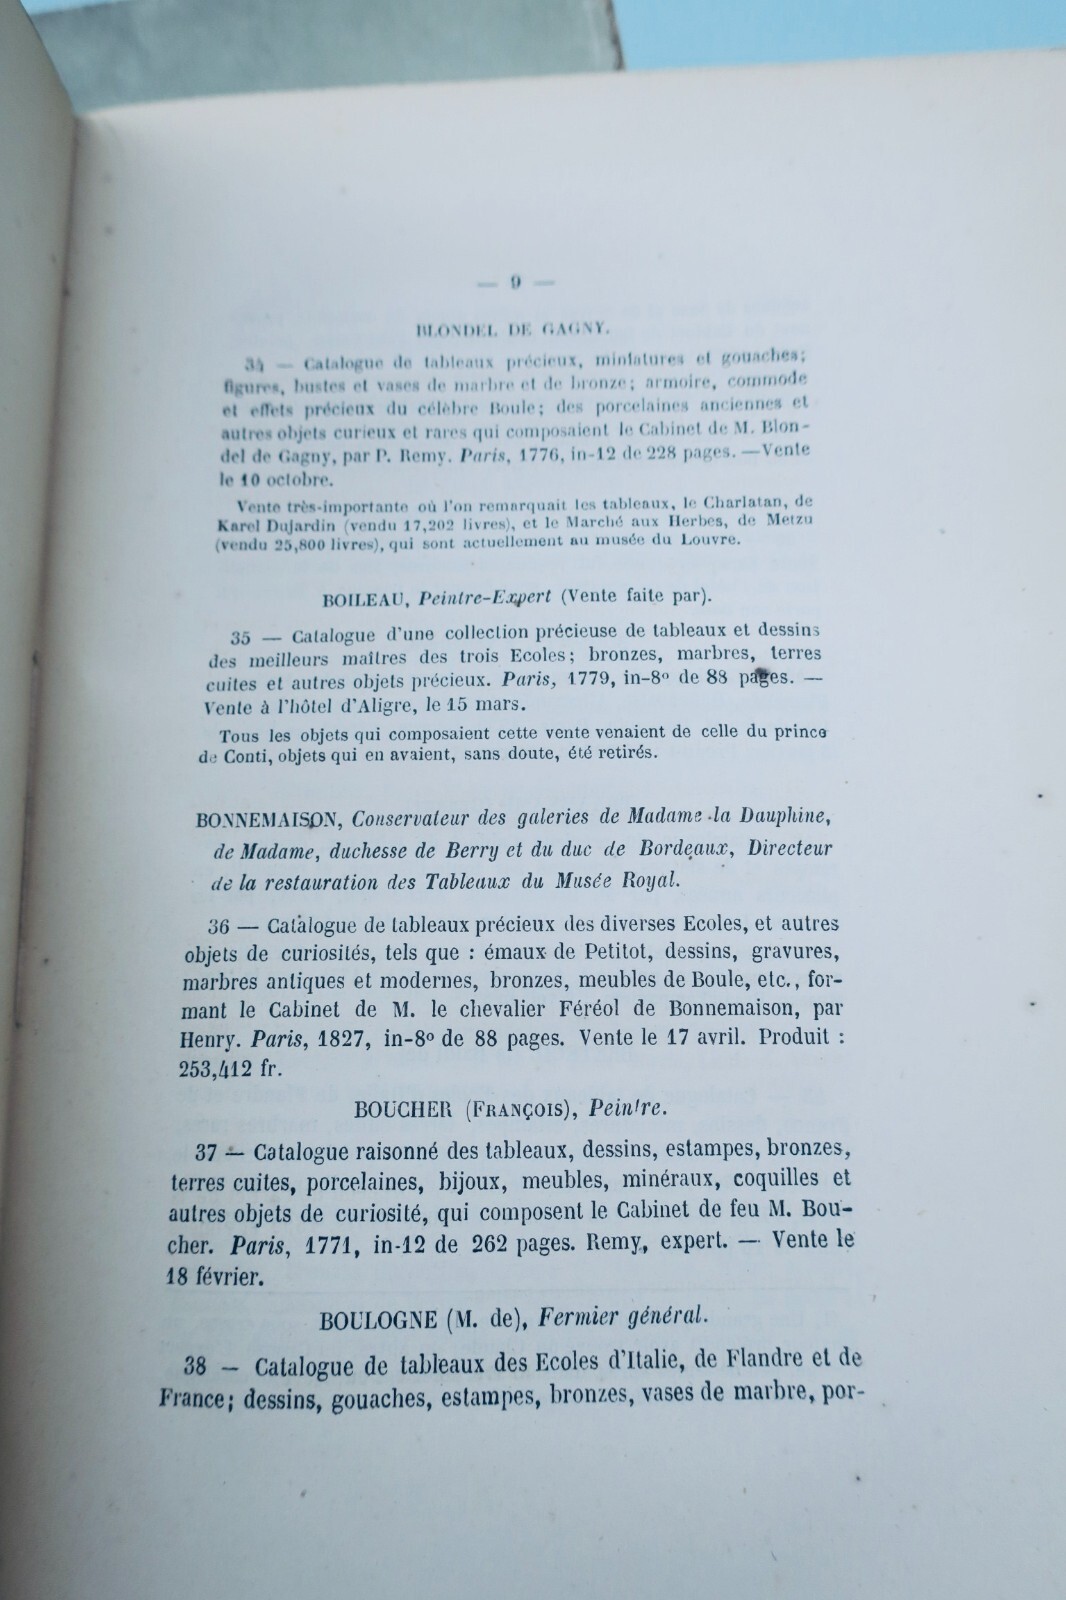 — 9 —
BLONDEL DE GAGNY.
34 — Catalogue de tableaux précieux, miniatures et gouaches;
figures, bustes et vases de marbre et de bronze; armoire, commode
et effets précieux du célèbre Boule; des porcelaines anciennes et
autres objets curieux et rares qui composaient le Cabinet de M. Blon-
del de Gagny, par P. Remy. Paris, 1776, in-12 de 228 pages. — Vente
le 10 octobre.
Vente très-importante où l'on remarquait les tableaux, le Charlatan, de
Karel Dujardin (vendu 17,202 livres), et le Marché aux Herbes, de Metzu
(vendu 25,800 livres), qui sont actuellement au musée du Louvre.
BOILEAU, Peintre-Expert (Vente faite par).
35 — Catalogue d'une collection précieuse de tableaux et dessins
des meilleurs maîtres des trois Ecoles; bronzes, marbres, terres
cuites et autres objets précieux. Paris, 1779, in-8º de 88 pages. —
Vente à l'hôtel d'Aligre, le 15 mars.
Tous les objets qui composaient cette vente venaient de celle du prince
de Conti, objets qui en avaient, sans doute, été retirés.
BONNEMAISON, Conservateur des galeries de Madame la Dauphine,
de Madame, duchesse de Berry et du duc de Bordeaux, Directeur
de la restauration des Tableaux du Musée Royal.
36 — Catalogue de tableaux précieux des diverses Ecoles, et autres
objets de curiosités, tels que : émaux de Petitot, dessins, gravures,
marbres antiques et modernes, bronzes, meubles de Boule, etc., for-
mant le Cabinet de M. le chevalier Féréol de Bonnemaison, par
Henry. Paris, 1827, in-8º de 88 pages. Vente le 17 avril. Produit :
253,412 fr.
BOUCHER (FRANÇOIS), Peintre.
37 — Catalogue raisonné des tableaux, dessins, estampes, bronzes,
terres cuites, porcelaines, bijoux, meubles, minéraux, coquilles et
autres objets de curiosité, qui composent le Cabinet de feu M. Bou-
cher. Paris, 1771, in-12 de 262 pages. Remy, expert. — Vente le
18 février.
BOULOGNE (M. de), Fermier général.
38 — Catalogue de tableaux des Ecoles d'Italie, de Flandre et de
France; dessins, gouaches, estampes, bronzes, vases de marbre, por-